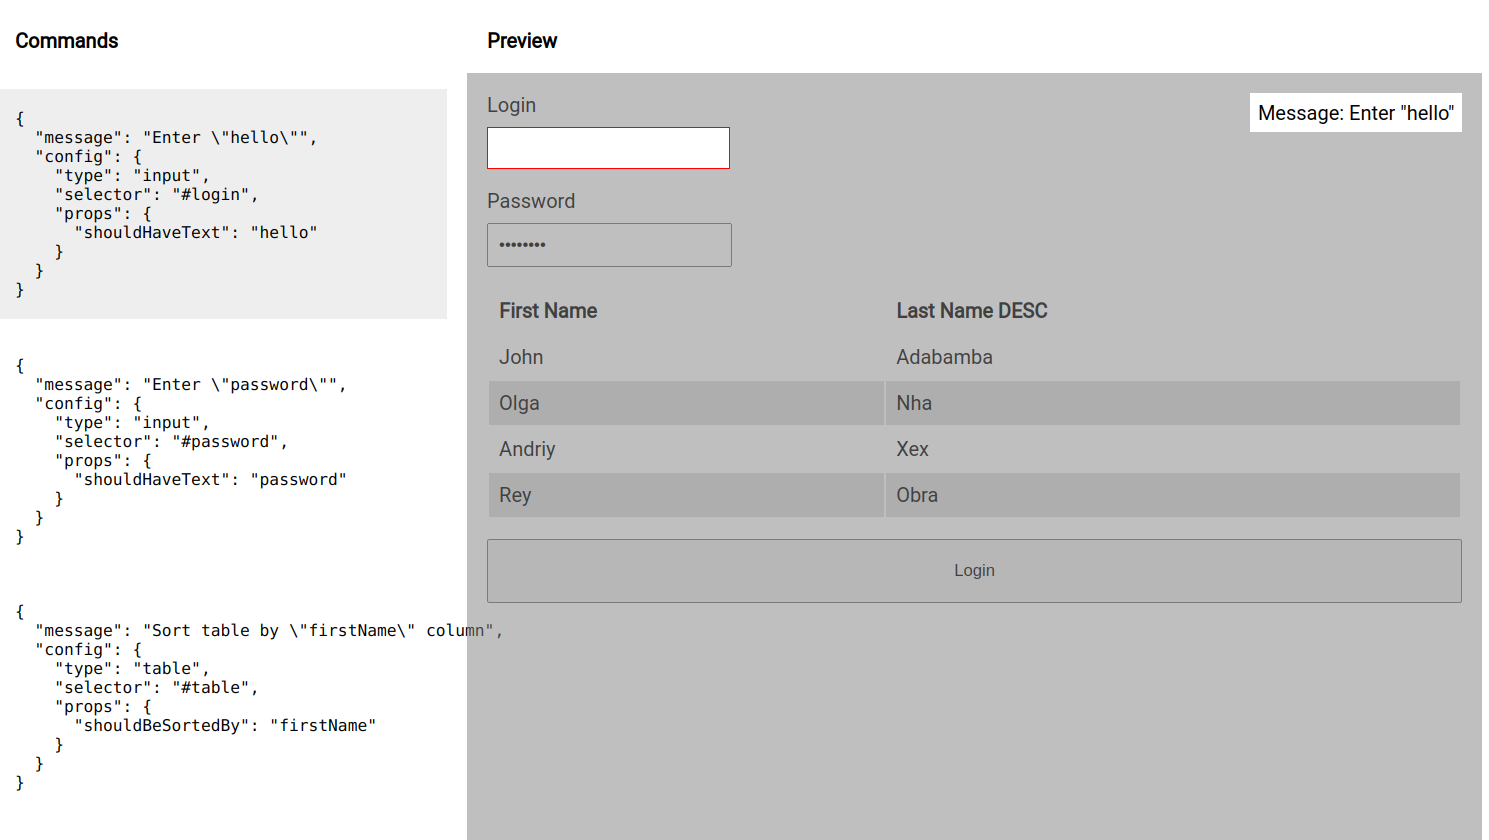 Commands
{
  "message": "Enter \"hello\"",
  "config": {
    "type": "input",
    "selector": "#login",
    "props": {
      "shouldHaveText": "hello"
    }
  }
}
{
  "message": "Enter \"password\"",
  "config": {
    "type": "input",
    "selector": "#password",
    "props": {
      "shouldHaveText": "password"
    }
  }
}
{
  "message": "Sort table by \"firstName\" column",
  "config": {
    "type": "table",
    "selector": "#table",
    "props": {
      "shouldBeSortedBy": "firstName"
    }
  }
}
Preview
Login
Message: Enter "hello"
Password
••••••••
First Name Last Name DESC
John Adabamba
Olga Nha
Andriy Xex
Rey Obra
Login